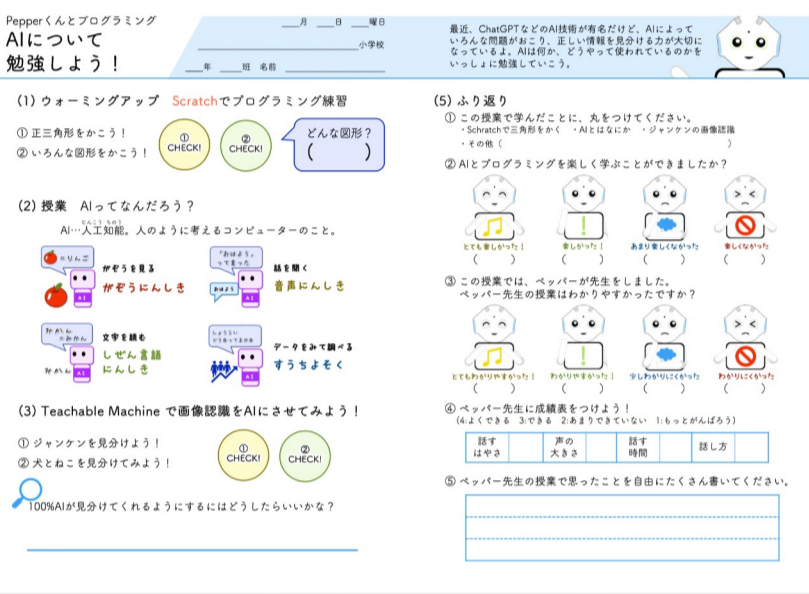 Pepperくんとプログラミング
AIについて
勉強しよう！
＿月 ＿日 ＿曜日
小学校
年 ＿班 名前
最近、ChatGPTなどのAI技術が有名だけど、AIによって
いろんな問題がおこり、正しい情報を見分ける力が大切に
なっているよ。AIは何か、どうやって使われているのかを
いっしょに勉強していこう。
(1) ウォーミングアップ Scratchでプログラミング練習
① 正三角形をかこう！
② いろんな図形をかこう！
①
CHECK!
②
CHECK!
どんな図形？
( )
(2) 授業 AIってなんだろう？
じんこう ちのう
AI…人工知能。人のように考えるコンピューターのこと。
=りんご
AI
がぞうを見る
がぞうにんしき
「おはよう」
って言った
おはよう
AI
話を聞く
音声にんしき
みかん
=みかん
みかん
AI
文字を読む
しぜん言語
にんしき
しょうらい
どうなってるかな
AI
データをみて調べる
すうちよそく
(3) Teachable Machine で画像認識をAIにさせてみよう！
① ジャンケンを見分けよう！
② 犬とねこを見分けてみよう！
①
CHECK!
②
CHECK!
100%AIが見分けてくれるようにするにはどうしたらいいかな？
(5) ふり返り
① この授業で学んだことに、丸をつけてください。
・Schratchで三角形をかく ・AIとはなにか ・ジャンケンの画像認識
・その他（ ）
② AIとプログラミングを楽しく学ぶことができましたか？
とても楽しかった！ 楽しかった！ あまり楽しくなかった 楽しくなかった
( ) ( ) ( ) ( )
③ この授業では、ペッパーが先生をしました。
ペッパー先生の授業はわかりやすかったですか？
とてもわかりやすかった！ わかりやすかった！ 少しわかりにくかった わかりにくかった
( ) ( ) ( ) ( )
④ ペッパー先生に成績表をつけよう！
(4:よくできる 3:できる 2:あまりできていない 1:もっとがんばろう)
話す
はやさ
声の
大きさ
話す
時間
話し方
⑤ ペッパー先生の授業で思ったことを自由にたくさん書いてください。